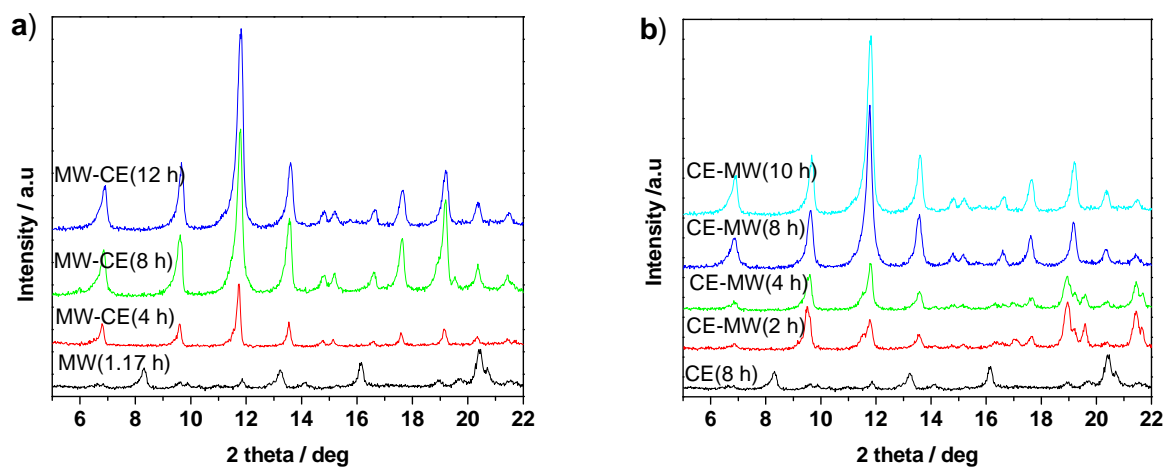 a)
Intensity / a.u
MW-CE(12 h)
MW-CE(8 h)
MW-CE(4 h)
MW(1.17 h)
6 8 10 12 14 16 18 20 22
2 theta / deg
b)
Intensity /a.u
CE-MW(10 h)
CE-MW(8 h)
CE-MW(4 h)
CE-MW(2 h)
CE(8 h)
6 8 10 12 14 16 18 20 22
2 theta / deg